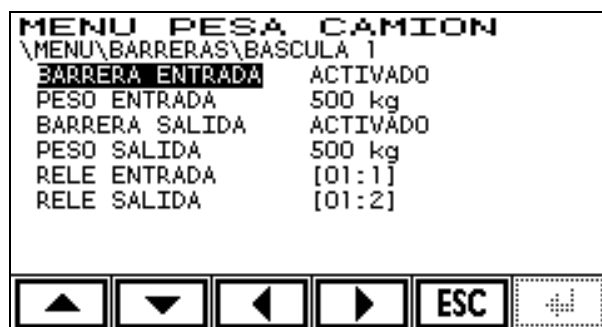 MENU PESA CAMION
\MENU\BARRERAS\BASCULA 1
BARRERA ENTRADA ACTIVADO
PESO ENTRADA 500 kg
BARRERA SALIDA ACTIVADO
PESO SALIDA 500 kg
RELE ENTRADA [01:1]
RELE SALIDA [01:2]
ESC